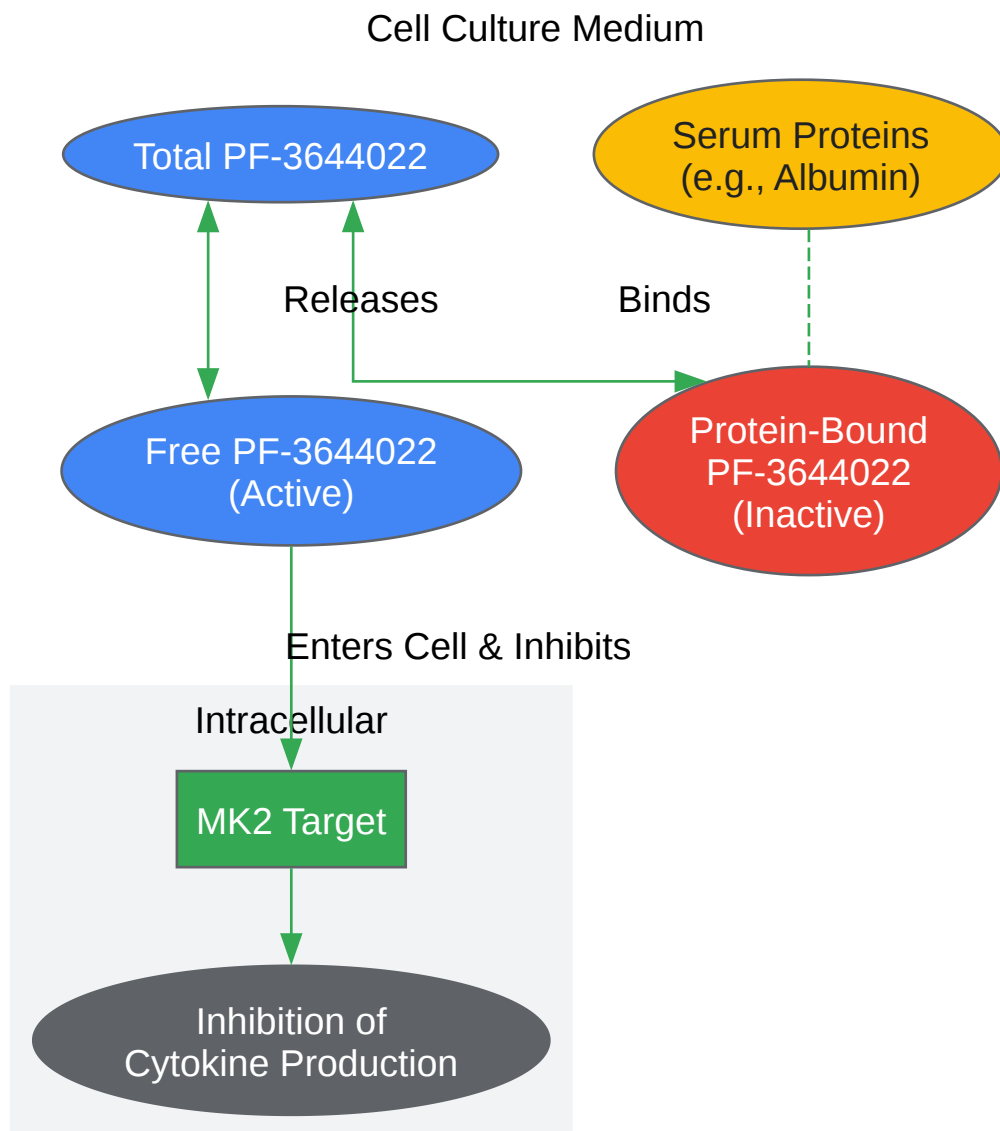 Cell Culture Medium
Total PF-3644022
Serum Proteins
(e.g., Albumin)
Releases
Binds
Free PF-3644022
(Active)
Protein-Bound
PF-3644022
(Inactive)
Enters Cell & Inhibits
Intracellular
MK2 Target
Inhibition of
Cytokine Production